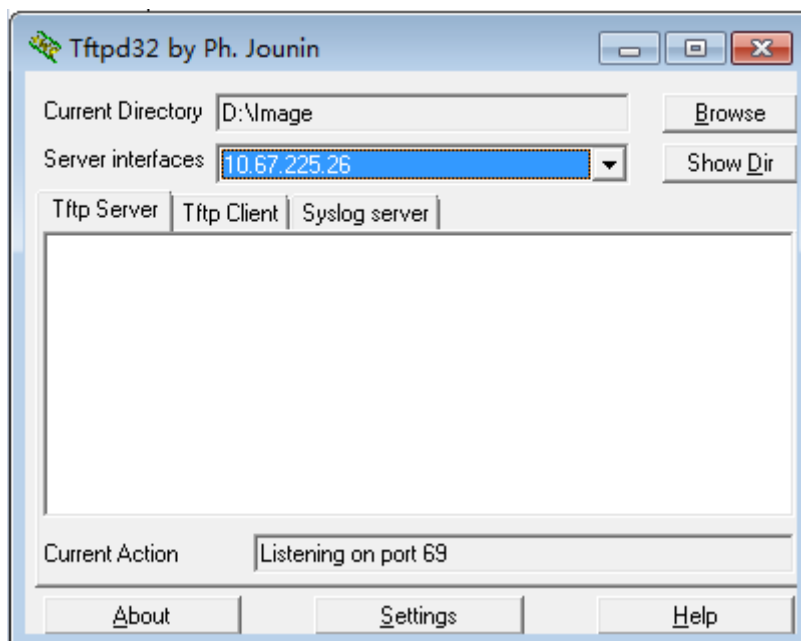 Tftpd32 by Ph. Jounin
Current Directory D:\Image Browse
Server interfaces 10.67.225.26 Show Dir
Tftp Server Tftp Client Syslog server
Current Action Listening on port 69
About Settings Help